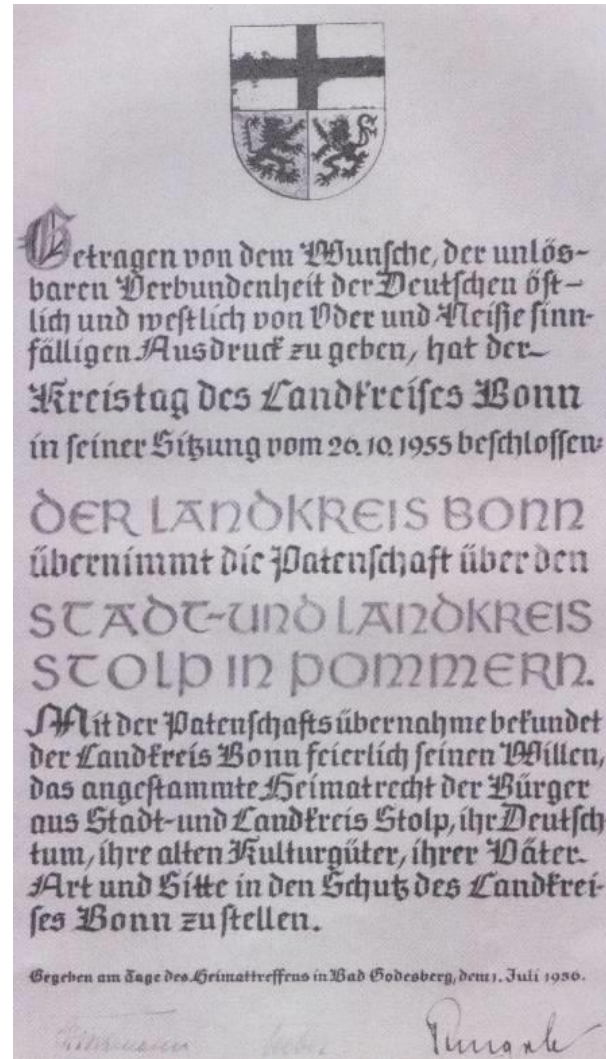 Getragen von dem Wunsche, der unlös-
baren Verbundenheit der Deutschen öst-
lich und westlich von Oder und Neiße sinn-
fälligen Ausdruck zu geben, hat der
Kreistag des Landkreises Bonn
in seiner Sitzung vom 26.10.1955 beschlossen:
DER LANDKREIS BONN
übernimmt die Patenschaft über den
STADT-UND LANDKREIS
STOLP IN POMMERN.
Mit der Patenschaftsübernahme bekundet
der Landkreis Bonn feierlich seinen Willen,
das angestammte Heimatrecht der Bürger
aus Stadt-und Landkreis Stolp, ihr Deutsch
tum, ihre alten Kulturgüter, ihrer Väter
Art und Sitte in den Schutz des Landkrei-
ses Bonn zu stellen.
Gegeben am Tage des Heimattreffens in Bad Godesberg, dem 1. Juli 1956.